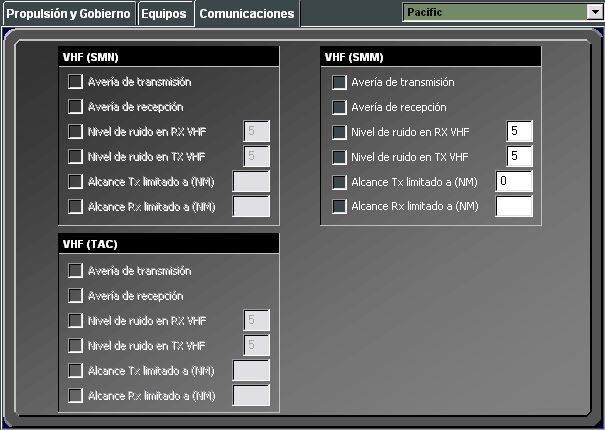 Propulsión y Gobierno Equipos Comunicaciones Pacific
VHF (SMN)
Avería de transmisión
Avería de recepción
Nivel de ruido en RX VHF 5
Nivel de ruido en TX VHF 5
Alcance Tx limitado a (NM)
Alcance Rx limitado a (NM)
VHF (SMM)
Avería de transmisión
Avería de recepción
Nivel de ruido en RX VHF 5
Nivel de ruido en TX VHF 5
Alcance Tx limitado a (NM) 0
Alcance Rx limitado a (NM)
VHF (TAC)
Avería de transmisión
Avería de recepción
Nivel de ruido en RX VHF 5
Nivel de ruido en TX VHF 5
Alcance Tx limitado a (NM)
Alcance Rx limitado a (NM)